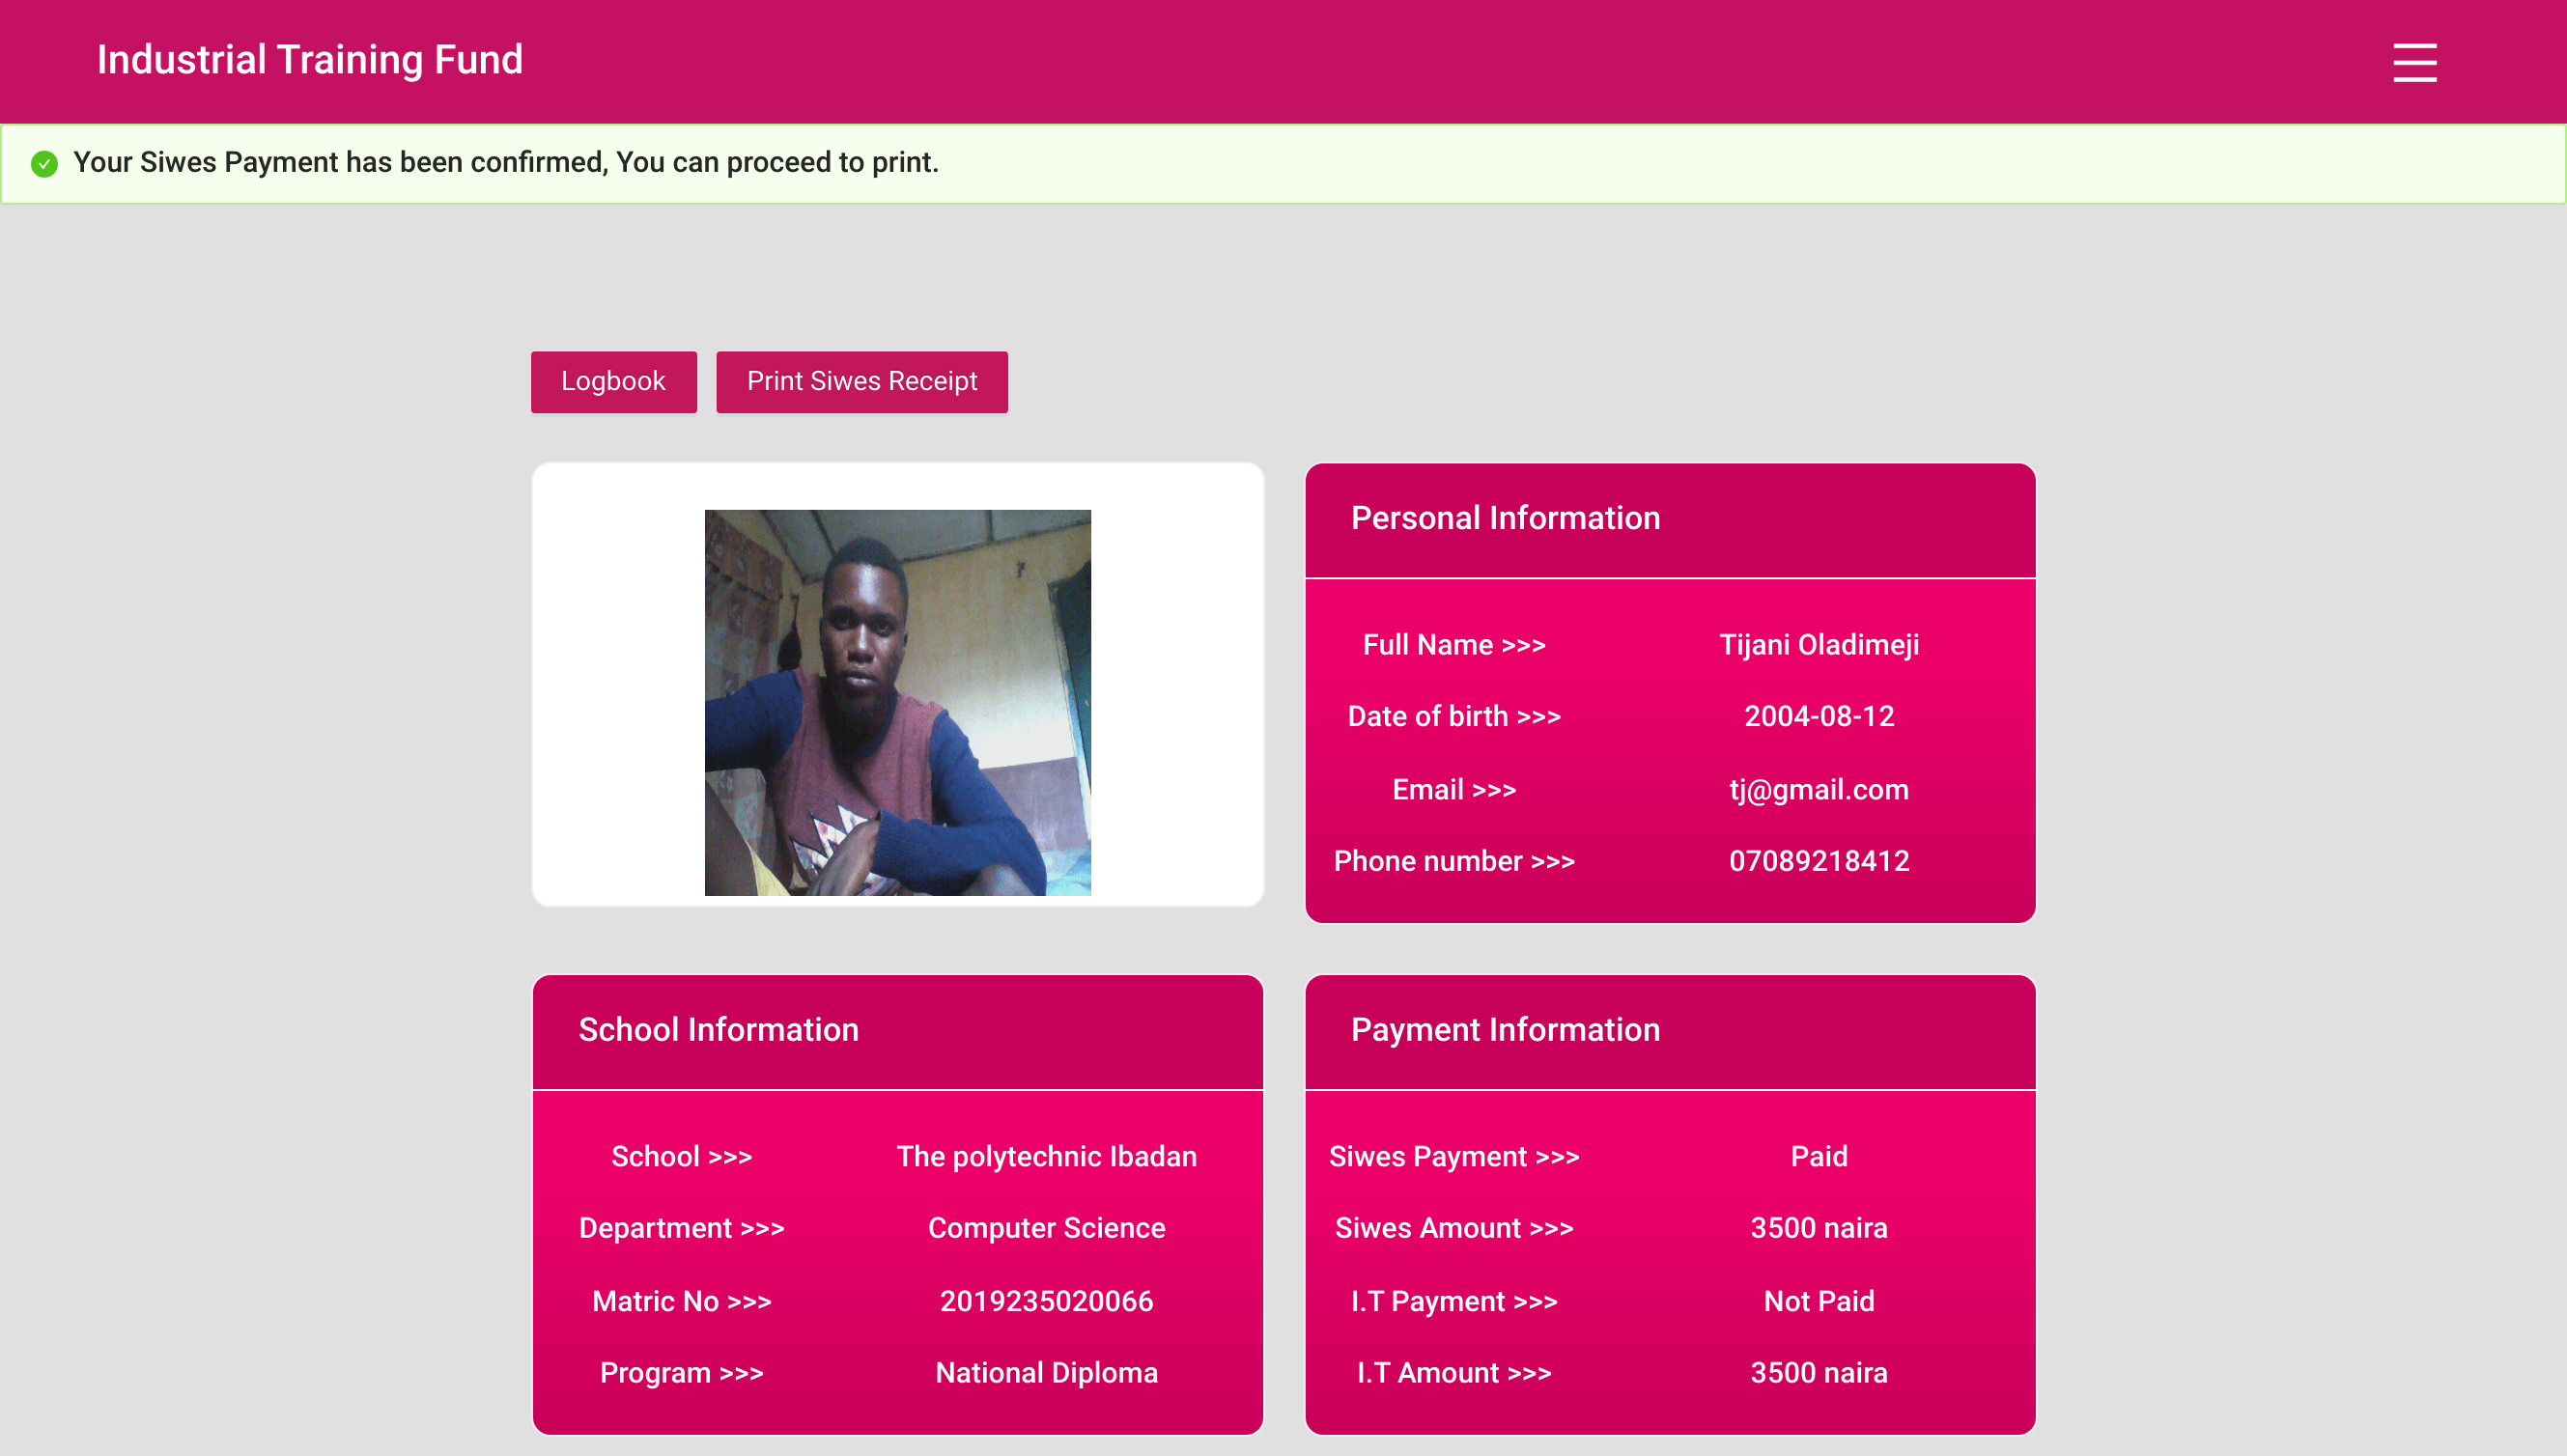 Industrial Training Fund
Your Siwes Payment has been confirmed, You can proceed to print.
Logbook
Print Siwes Receipt
Personal Information
Full Name >>> Tijani Oladimeji
Date of birth >>> 2004-08-12
Email >>> tj@gmail.com
Phone number >>> 07089218412
School Information
School >>> The polytechnic Ibadan
Department >>> Computer Science
Matric No >>> 2019235020066
Program >>> National Diploma
Payment Information
Siwes Payment >>> Paid
Siwes Amount >>> 3500 naira
I.T Payment >>> Not Paid
I.T Amount >>> 3500 naira